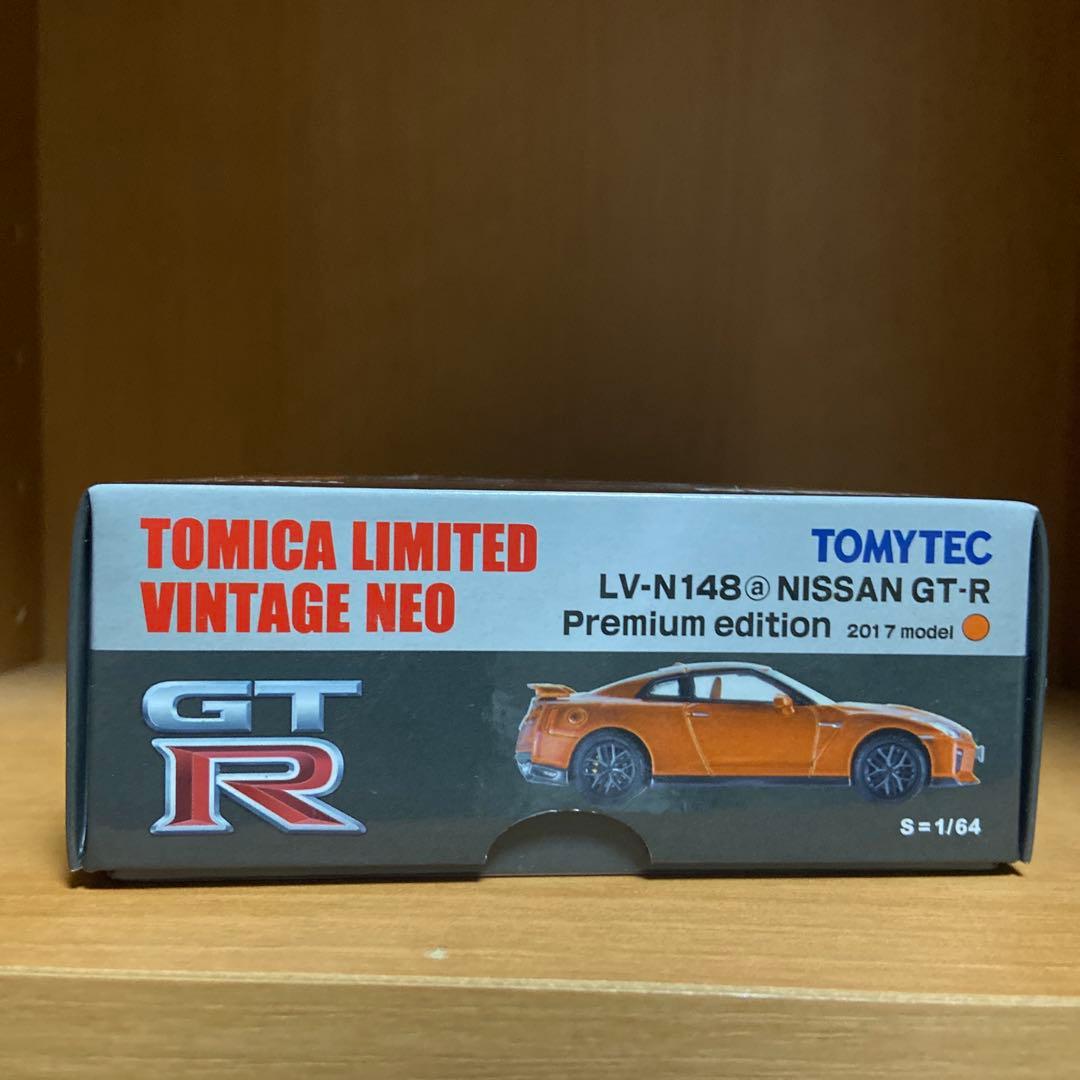 TOMICA LIMITED
VINTAGE NEO
TOMYTEC
LV-N148ⓐ NISSAN GT-R
Premium edition 2017 model
GT
R
S=1/64